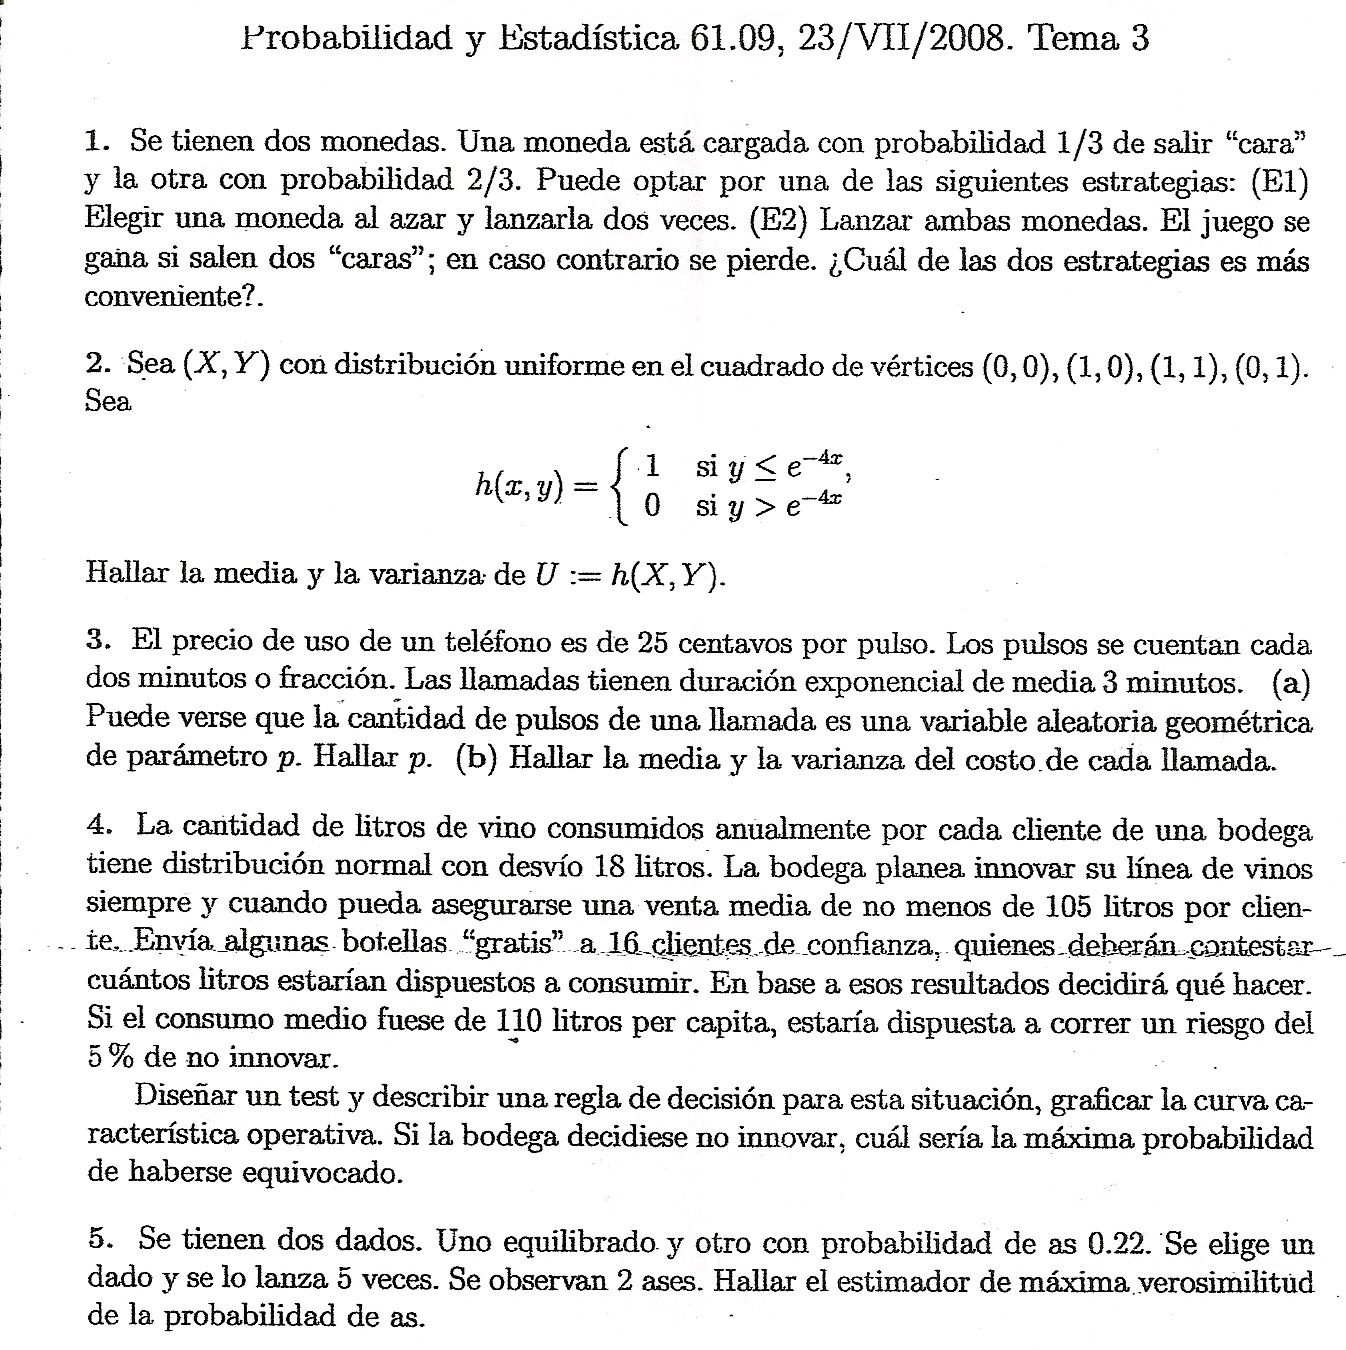 Probabilidad y Estadística 61.09, 23/VII/2008. Tema 3
1. Se tienen dos monedas. Una moneda está cargada con probabilidad 1/3 de salir “cara”
y la otra con probabilidad 2/3. Puede optar por una de las siguientes estrategias: (E1)
Elegir una moneda al azar y lanzarla dos veces. (E2) Lanzar ambas monedas. El juego se
gana si salen dos “caras”; en caso contrario se pierde. ¿Cuál de las dos estrategias es más
conveniente?.
2. Sea (X, Y) con distribución uniforme en el cuadrado de vértices (0, 0), (1, 0), (1, 1), (0, 1).
Sea
h(x, y) = { 1 si y ≤ e^{-4x},
0 si y > e^{-4x}
Hallar la media y la varianza de U := h(X, Y).
3. El precio de uso de un teléfono es de 25 centavos por pulso. Los pulsos se cuentan cada
dos minutos o fracción. Las llamadas tienen duración exponencial de media 3 minutos. (a)
Puede verse que la cantidad de pulsos de una llamada es una variable aleatoria geométrica
de parámetro p. Hallar p. (b) Hallar la media y la varianza del costo de cada llamada.
4. La cantidad de litros de vino consumidos anualmente por cada cliente de una bodega
tiene distribución normal con desvío 18 litros. La bodega planea innovar su línea de vinos
siempre y cuando pueda asegurarse una venta media de no menos de 105 litros por clien-
te. Envía algunas botellas “gratis” a 16 clientes de confianza, quienes deberán contestar
cuántos litros estarían dispuestos a consumir. En base a esos resultados decidirá qué hacer.
Si el consumo medio fuese de 110 litros per capita, estaría dispuesta a correr un riesgo del
5 % de no innovar.
Diseñar un test y describir una regla de decisión para esta situación, graficar la curva ca-
racterística operativa. Si la bodega decidiese no innovar, cuál sería la máxima probabilidad
de haberse equivocado.
5. Se tienen dos dados. Uno equilibrado y otro con probabilidad de as 0.22. Se elige un
dado y se lo lanza 5 veces. Se observan 2 ases. Hallar el estimador de máxima verosimilitud
de la probabilidad de as.